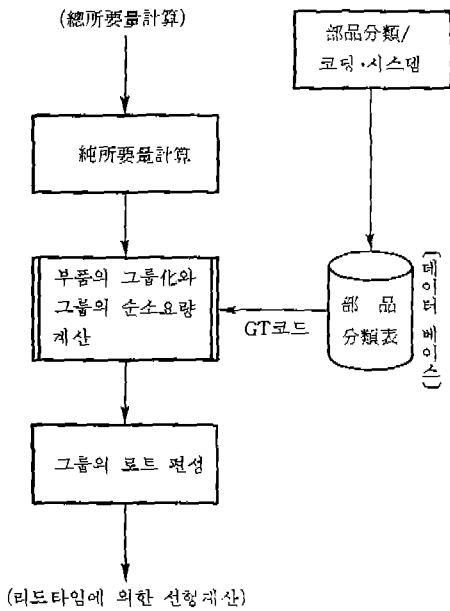 (總所要量計算)
部品分類/
코딩·시스템
純所要量計算
부품의 그룹化와
그룹의 순소요량
계산
GT코드
部 品
分類表
(데이터 베이스)
그룹의 로트 편성
(리드타임에 의한 선행계산)